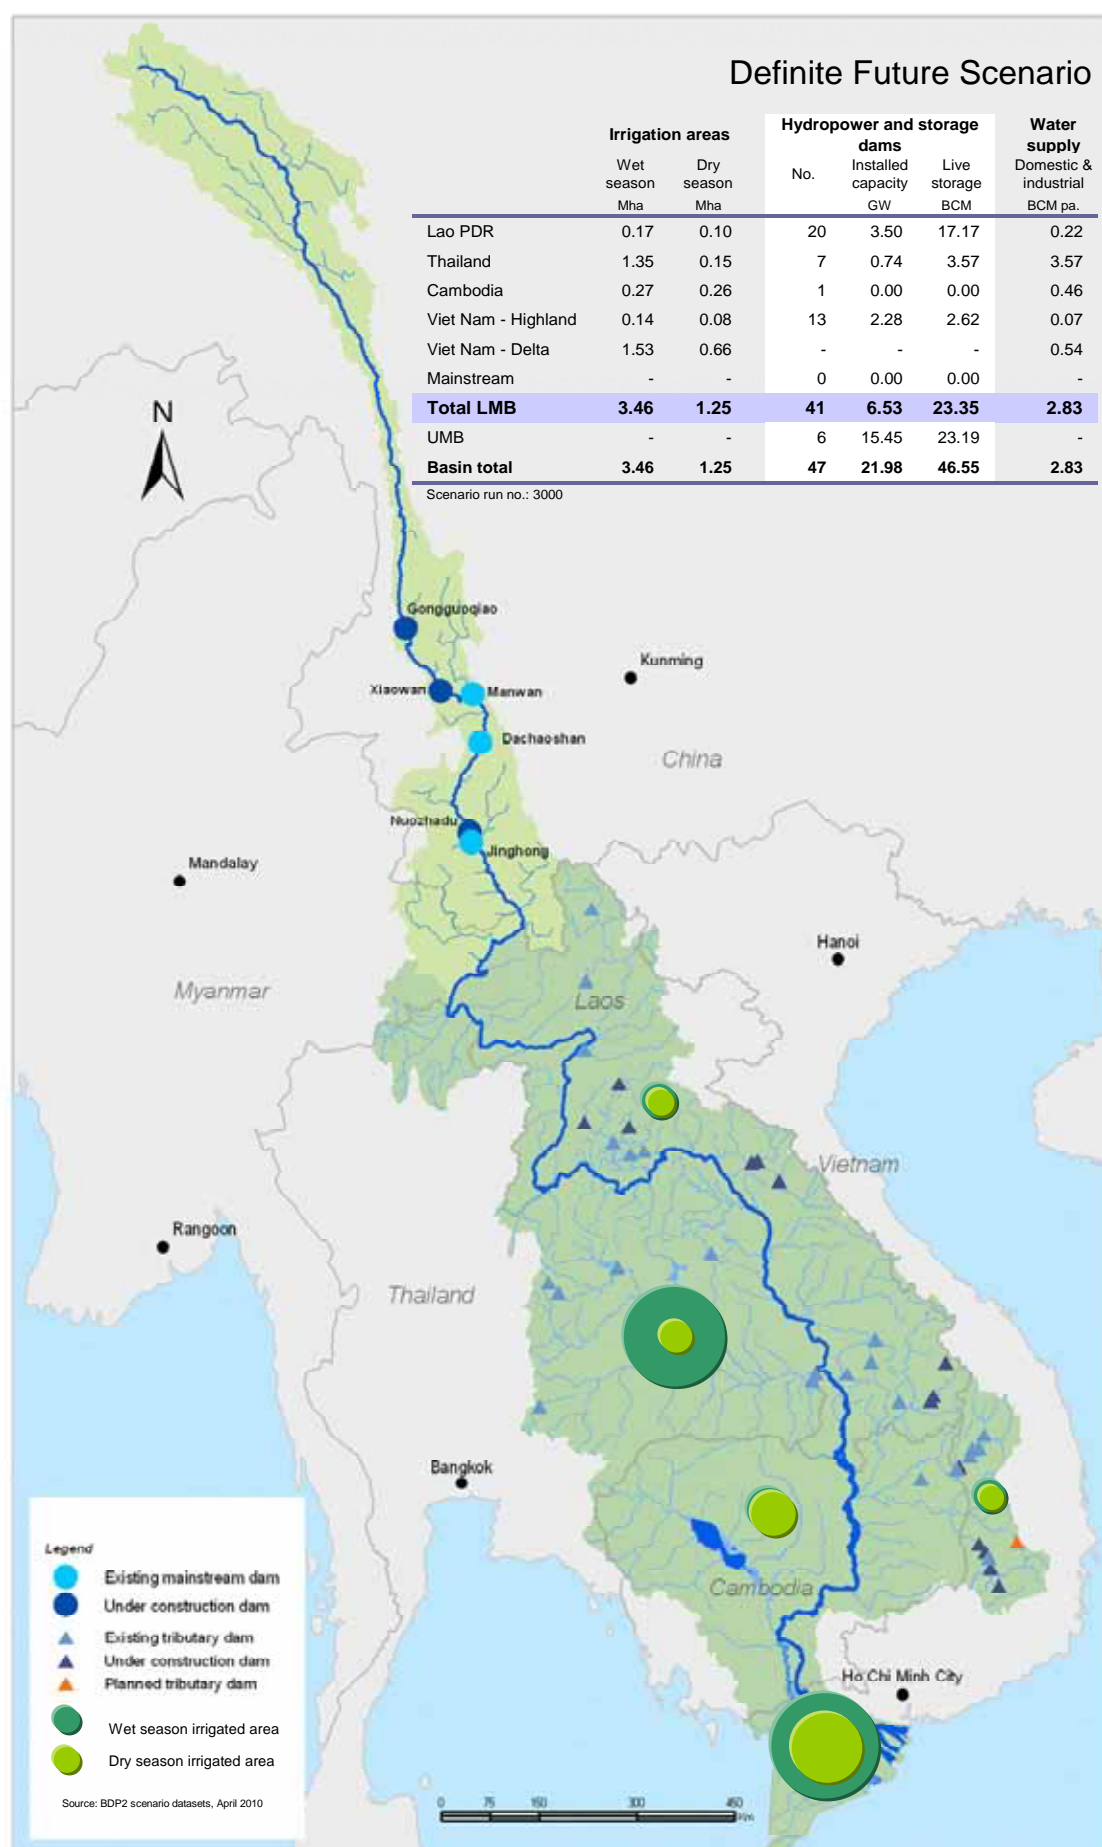 Definite Future Scenario
Irrigation areas Hydropower and storage dams Water supply
Wet season Dry season No. Installed capacity Live storage Domestic & industrial
Mha Mha GW BCM BCM pa.
Lao PDR 0.17 0.10 20 3.50 17.17 0.22
Thailand 1.35 0.15 7 0.74 3.57 3.57
Cambodia 0.27 0.26 1 0.00 0.00 0.46
Viet Nam - Highland 0.14 0.08 13 2.28 2.62 0.07
Viet Nam - Delta 1.53 0.66 - - - 0.54
Mainstream - - 0 0.00 0.00 -
Total LMB 3.46 1.25 41 6.53 23.35 2.83
UMB - - 6 15.45 23.19 -
Basin total 3.46 1.25 47 21.98 46.55 2.83
Scenario run no.: 3000
N
Gongguoqiao
Kunming
Xiaowan
Manwan
Dachaoshan
China
Nuozhadu
Jinghong
Mandalay
Hanoi
Myanmar
Laos
Vietnam
Rangoon
Thailand
Bangkok
Cambodia
Ho Chi Minh City
Legend
Existing mainstream dam
Under construction dam
Existing tributary dam
Under construction dam
Planned tributary dam
Wet season irrigated area
Dry season irrigated area
Source: BDP2 scenario datasets, April 2010
0 75 150 300 450
Km